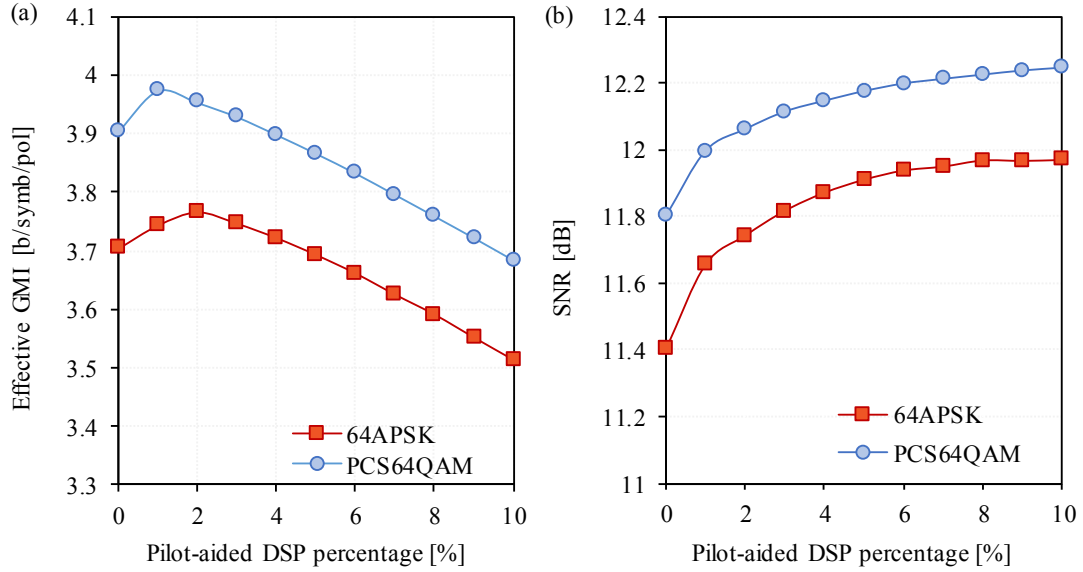 (a)
4.1
4
3.9
3.8
3.7
3.6
3.5
3.4
3.3
Effective GMI [b/symb/pol]
0 2 4 6 8 10
Pilot-aided DSP percentage [%]
64APSK
PCS64QAM
(b)
12.4
12.2
12
11.8
11.6
11.4
11.2
11
SNR [dB]
0 2 4 6 8 10
Pilot-aided DSP percentage [%]
64APSK
PCS64QAM